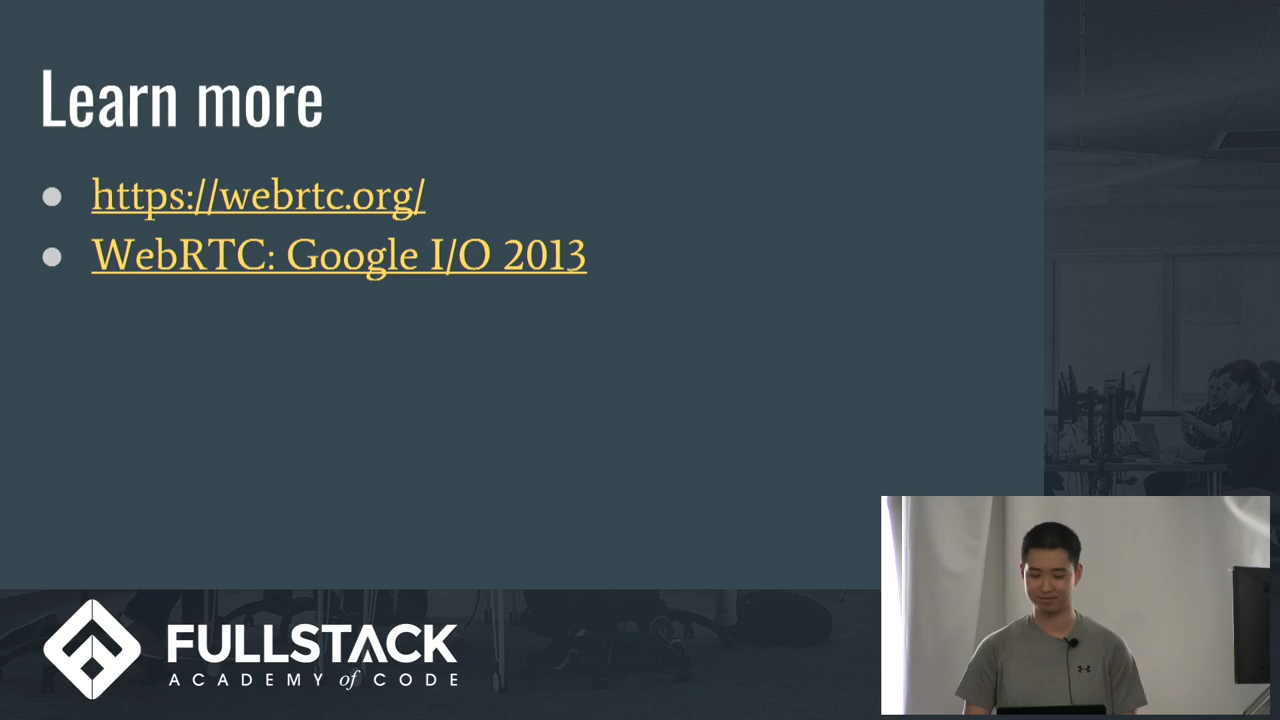 Learn more
https://webrtc.org/
WebRTC: Google I/O 2013
FULLSTACK
ACADEMY of CODE